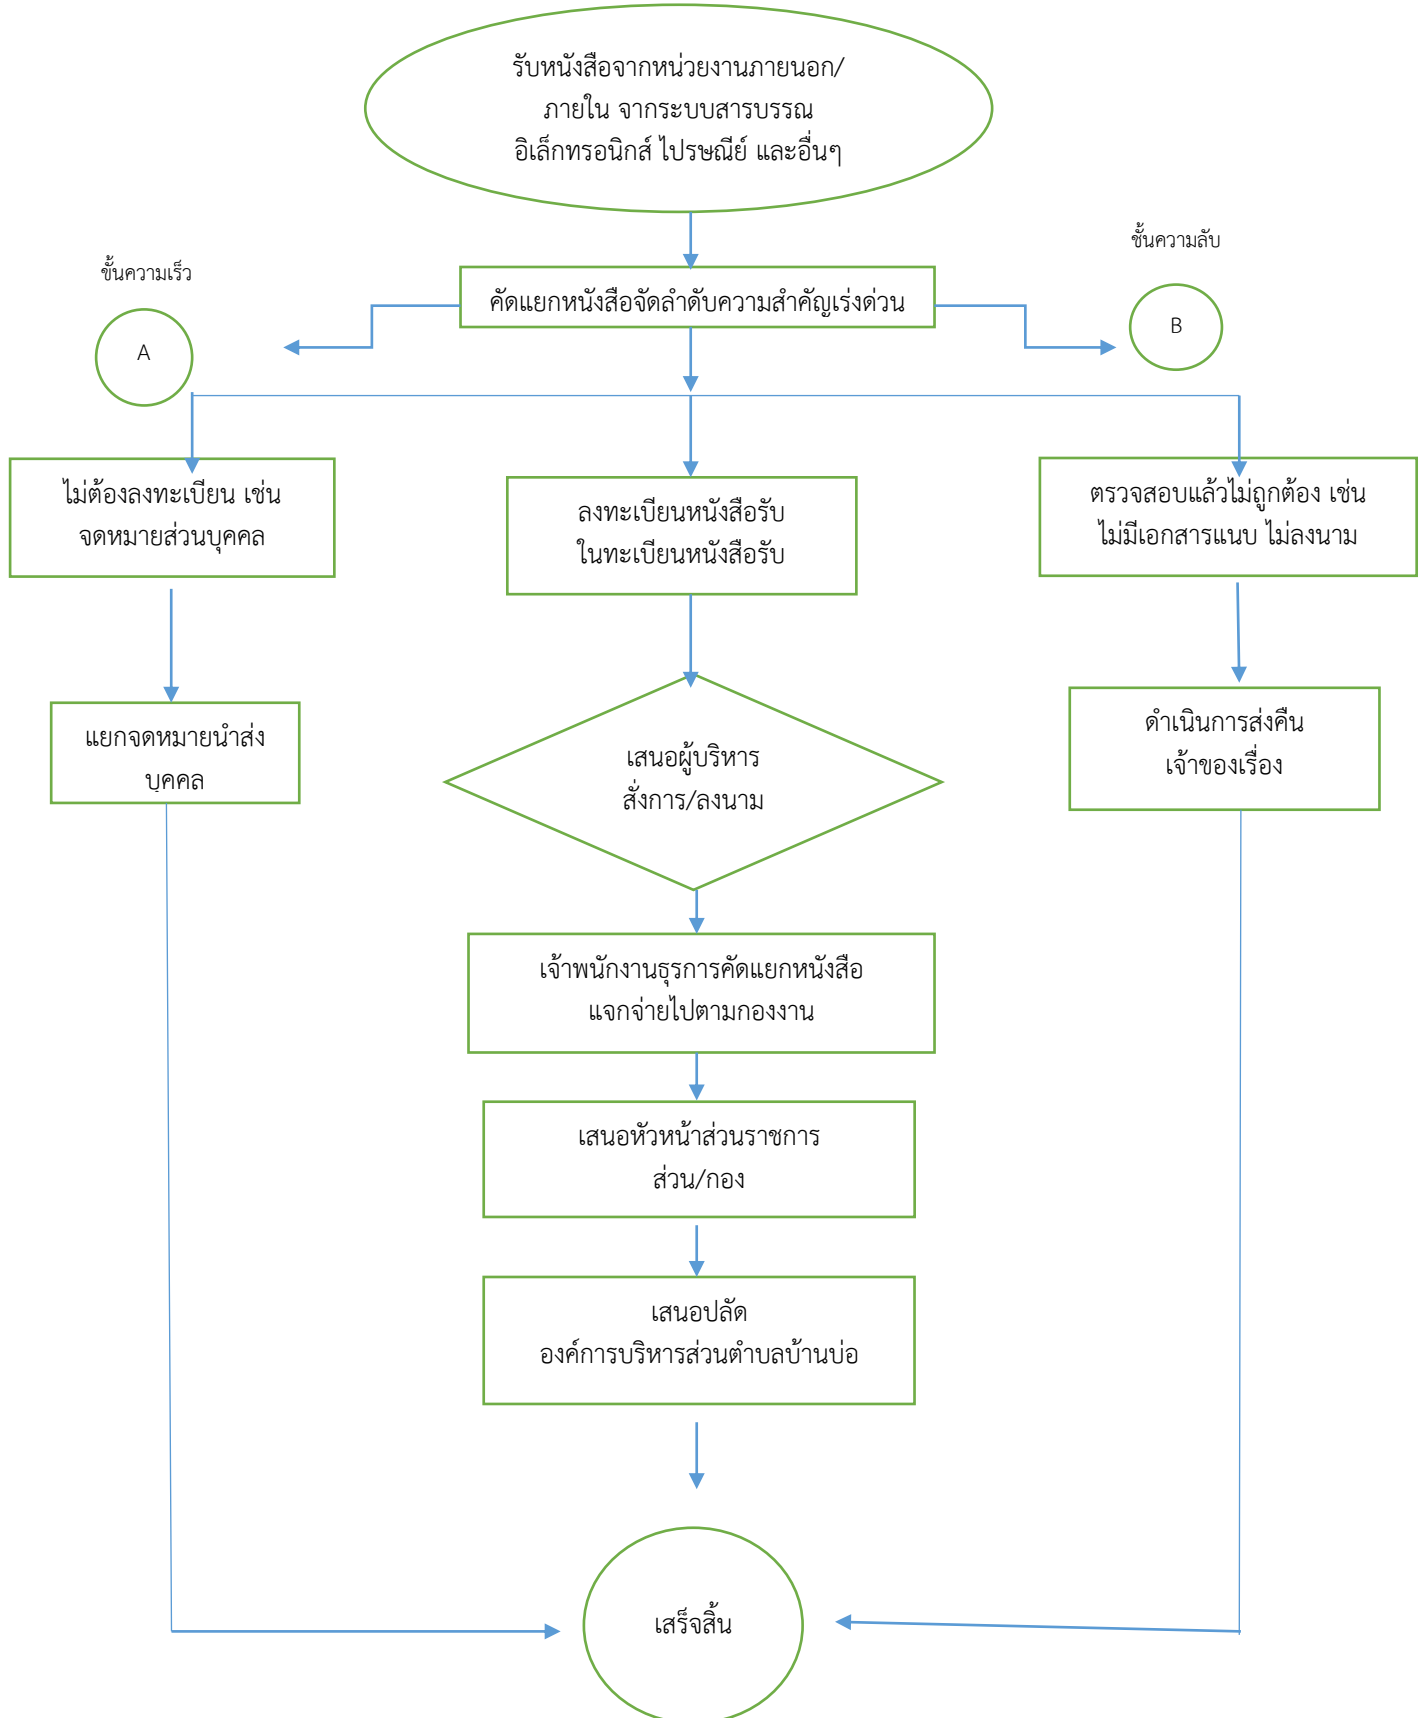 รับหนังสือจากหน่วยงานภายนอก/
ภายใน จากระบบสารบรรณ
อิเล็กทรอนิกส์ ไปรษณีย์ และอื่นๆ
ชั้นความลับ
ขั้นความเร็ว
คัดแยกหนังสือจัดลำดับความสำคัญเร่งด่วน
A
B
ไม่ต้องลงทะเบียน เช่น
จดหมายส่วนบุคคล
ลงทะเบียนหนังสือรับ
ในทะเบียนหนังสือรับ
ตรวจสอบแล้วไม่ถูกต้อง เช่น
ไม่มีเอกสารแนบ ไม่ลงนาม
แยกจดหมายนำส่ง
บุคคล
เสนอผู้บริหาร
สั่งการ/ลงนาม
ดำเนินการส่งคืน
เจ้าของเรื่อง
เจ้าพนักงานธุรการคัดแยกหนังสือ
แจกจ่ายไปตามกองงาน
เสนอหัวหน้าส่วนราชการ
ส่วน/กอง
เสนอปลัด
องค์การบริหารส่วนตำบลบ้านบ่อ
เสร็จสิ้น